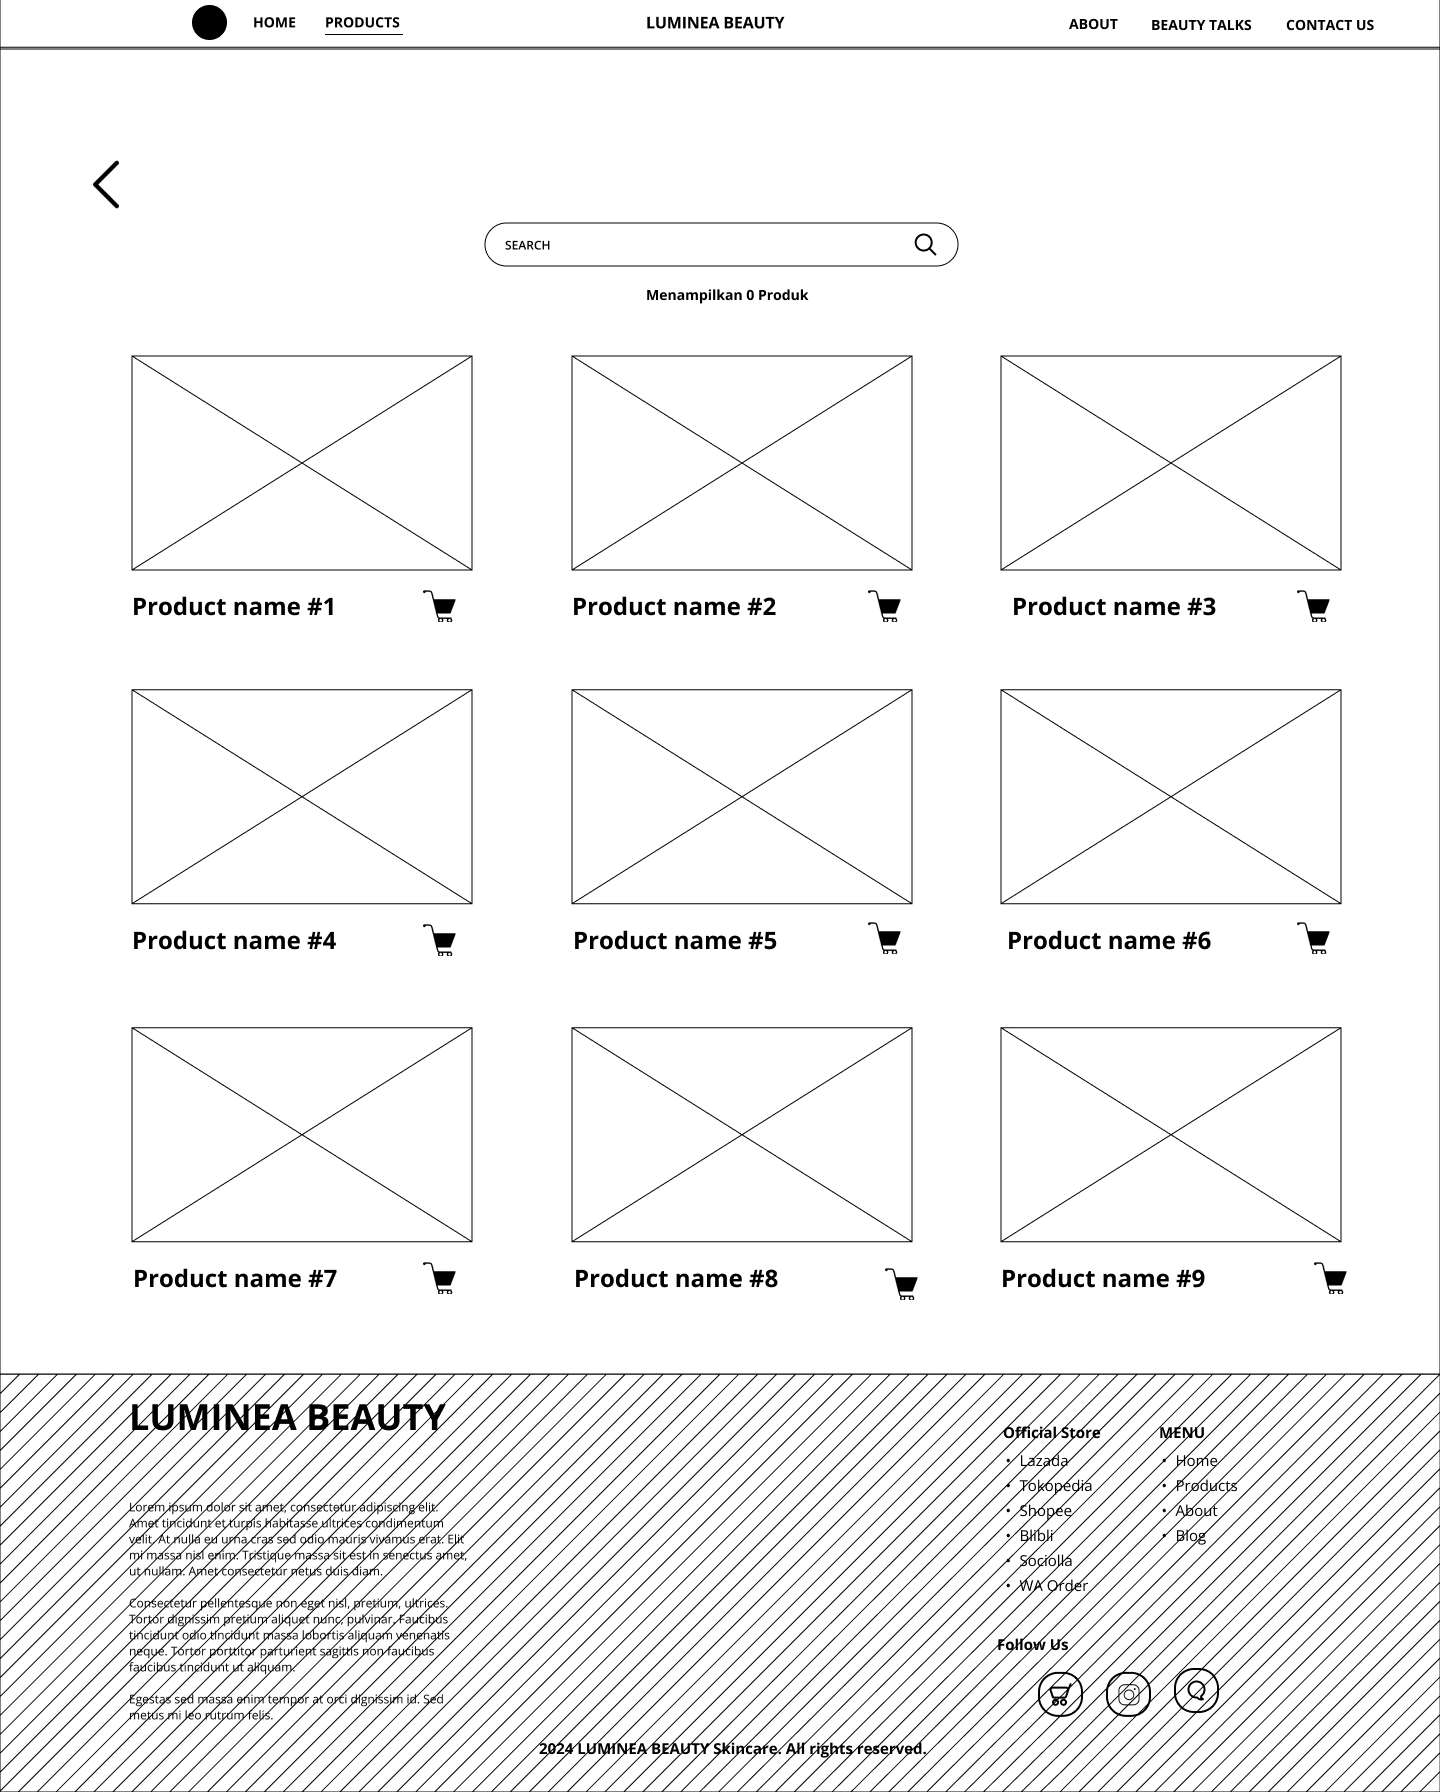 HOME
PRODUCTS
LUMINEA BEAUTY
ABOUT
BEAUTY TALKS
CONTACT US
SEARCH
Menampilkan 0 Produk
Product name #1
Product name #2
Product name #3
Product name #4
Product name #5
Product name #6
Product name #7
Product name #8
Product name #9
LUMINEA BEAUTY
Lorem ipsum dolor sit amet, consectetur adipiscing elit.
Amet tincidunt et turpis habitasse ultrices condimentum
velit. At nulla eu urna cras sed odio mauris vivamus erat. Elit
mi massa nisl enim. Tristique massa sit est in senectus amet,
ut nullam. Amet consectetur netus duis diam.
Consectetur pellentesque non eget nisl, pretium, ultrices.
Tortor dignissim pretium aliquet nunc, pulvinar. Faucibus
tincidunt odio tincidunt massa lobortis aliquam venenatis
neque. Tortor porttitor parturient sagittis non faucibus
faucibus tincidunt ut aliquam.
Egestas sed massa enim tempor at orci dignissim id. Sed
metus mi leo rutrum felis.
Official Store
• Lazada
• Tokopedia
• Shopee
• Blibli
• Sociolla
• WA Order
MENU
• Home
• Products
• About
• Blog
Follow Us
2024 LUMINEA BEAUTY Skincare. All rights reserved.